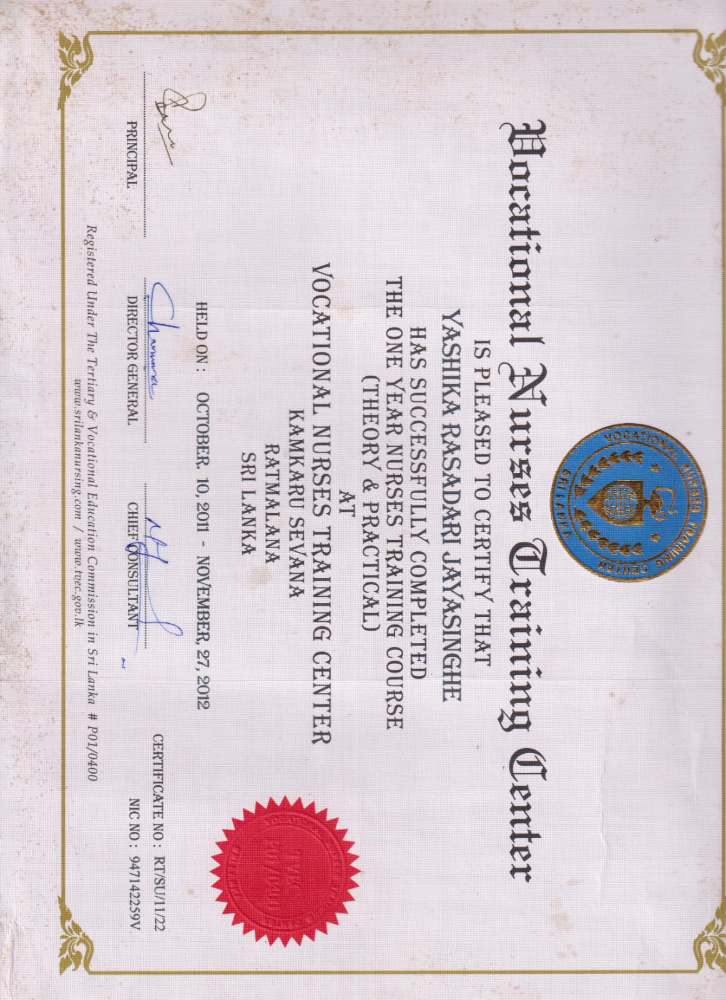 VOCATIONAL NURSES TRAINING CENTER
SRI LANKA
Vocational Nurses Training Center
IS PLEASED TO CERTIFY THAT
YASHIKA RASADARI JAYASINGHE
HAS SUCCESSFULLY COMPLETED
THE ONE YEAR NURSES TRAINING COURSE
(THEORY & PRACTICAL)
AT
VOCATIONAL NURSES TRAINING CENTER
KAMKARU SEVANA
RATMALANA
SRI LANKA
HELD ON : OCTOBER. 10, 2011 - NOVEMBER, 27, 2012
TVEC
P01/0400
CERTIFICATE NO : RT/SU/11/22
NIC NO : 947142259V
PRINCIPAL
DIRECTOR GENERAL
CHIEF CONSULTANT
Registered Under The Tertiary & Vocational Education Commission in Sri Lanka # P01/0400
www.srilankanursing.com / www.tvec.gov.lk